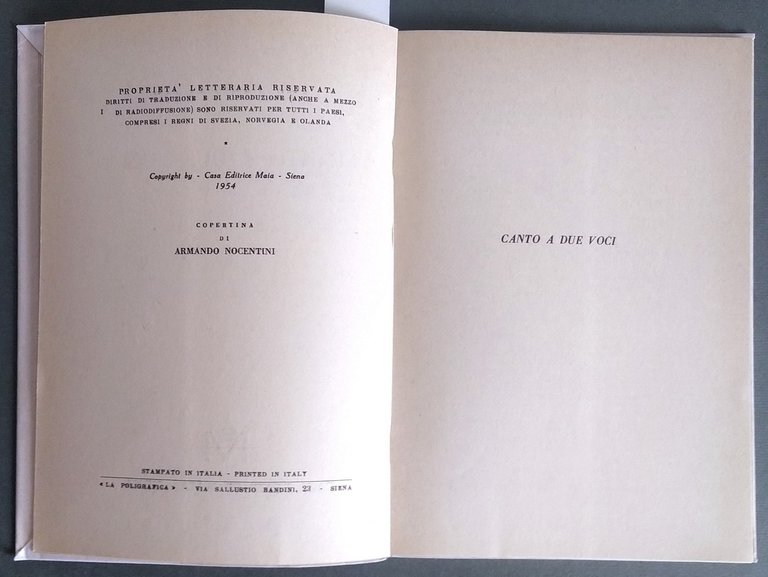 PROPRIETA' LETTERARIA RISERVATA
DIRITTI DI TRADUZIONE E DI RIPRODUZIONE (ANCHE A MEZZO
I DI RADIODIFFUSIONE) SONO RISERVATI PER TUTTI I PAESI,
COMPRESI I REGNI DI SVEZIA, NORVEGIA E OLANDA
*
Copyright by - Casa Editrice Maia - Siena
1954
COPERTINA
DI
ARMANDO NOCENTINI
STAMPATO IN ITALIA - PRINTED IN ITALY
« LA POLIGRAFICA » - VIA SALLUSTIO BANDINI, 23 - SIENA
CANTO A DUE VOCI